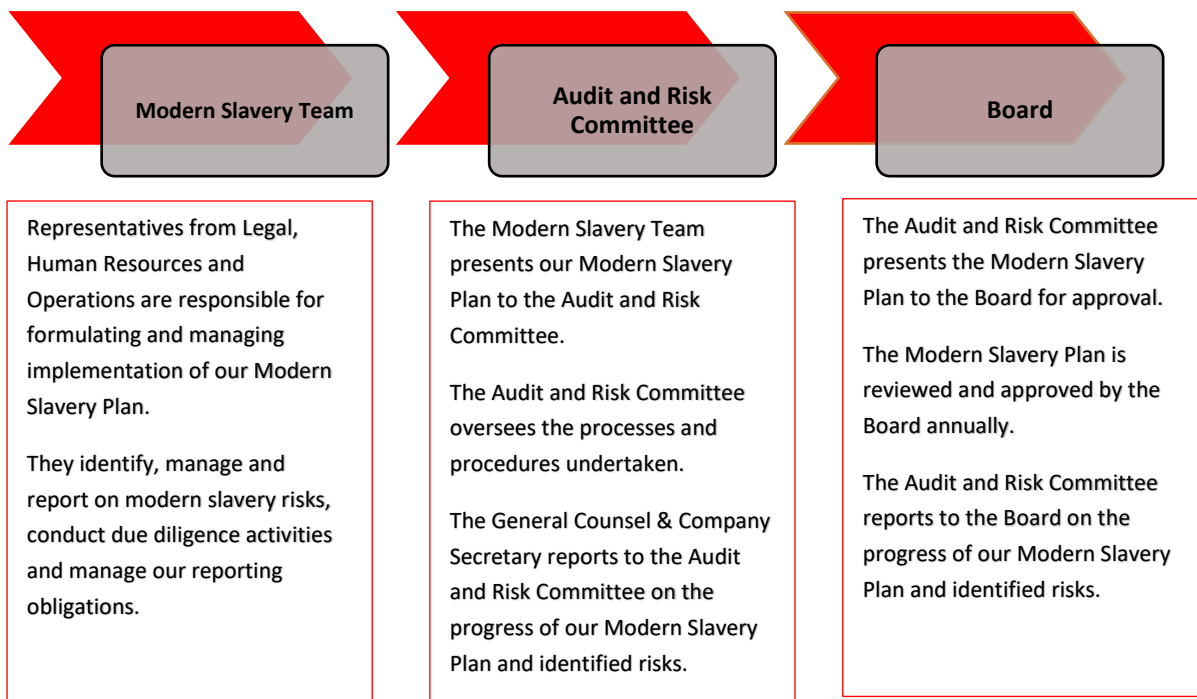 Modern Slavery Team
Audit and Risk
Committee
Board
Representatives from Legal,
Human Resources and
Operations are responsible for
formulating and managing
implementation of our Modern
Slavery Plan.
They identify, manage and
report on modern slavery risks,
conduct due diligence activities
and manage our reporting
obligations.
The Modern Slavery Team
presents our Modern Slavery
Plan to the Audit and Risk
Committee.
The Audit and Risk Committee
oversees the processes and
procedures undertaken.
The General Counsel & Company
Secretary reports to the Audit
and Risk Committee on the
progress of our Modern Slavery
Plan and identified risks.
The Audit and Risk Committee
presents the Modern Slavery
Plan to the Board for approval.
The Modern Slavery Plan is
reviewed and approved by the
Board annually.
The Audit and Risk Committee
reports to the Board on the
progress of our Modern Slavery
Plan and identified risks.